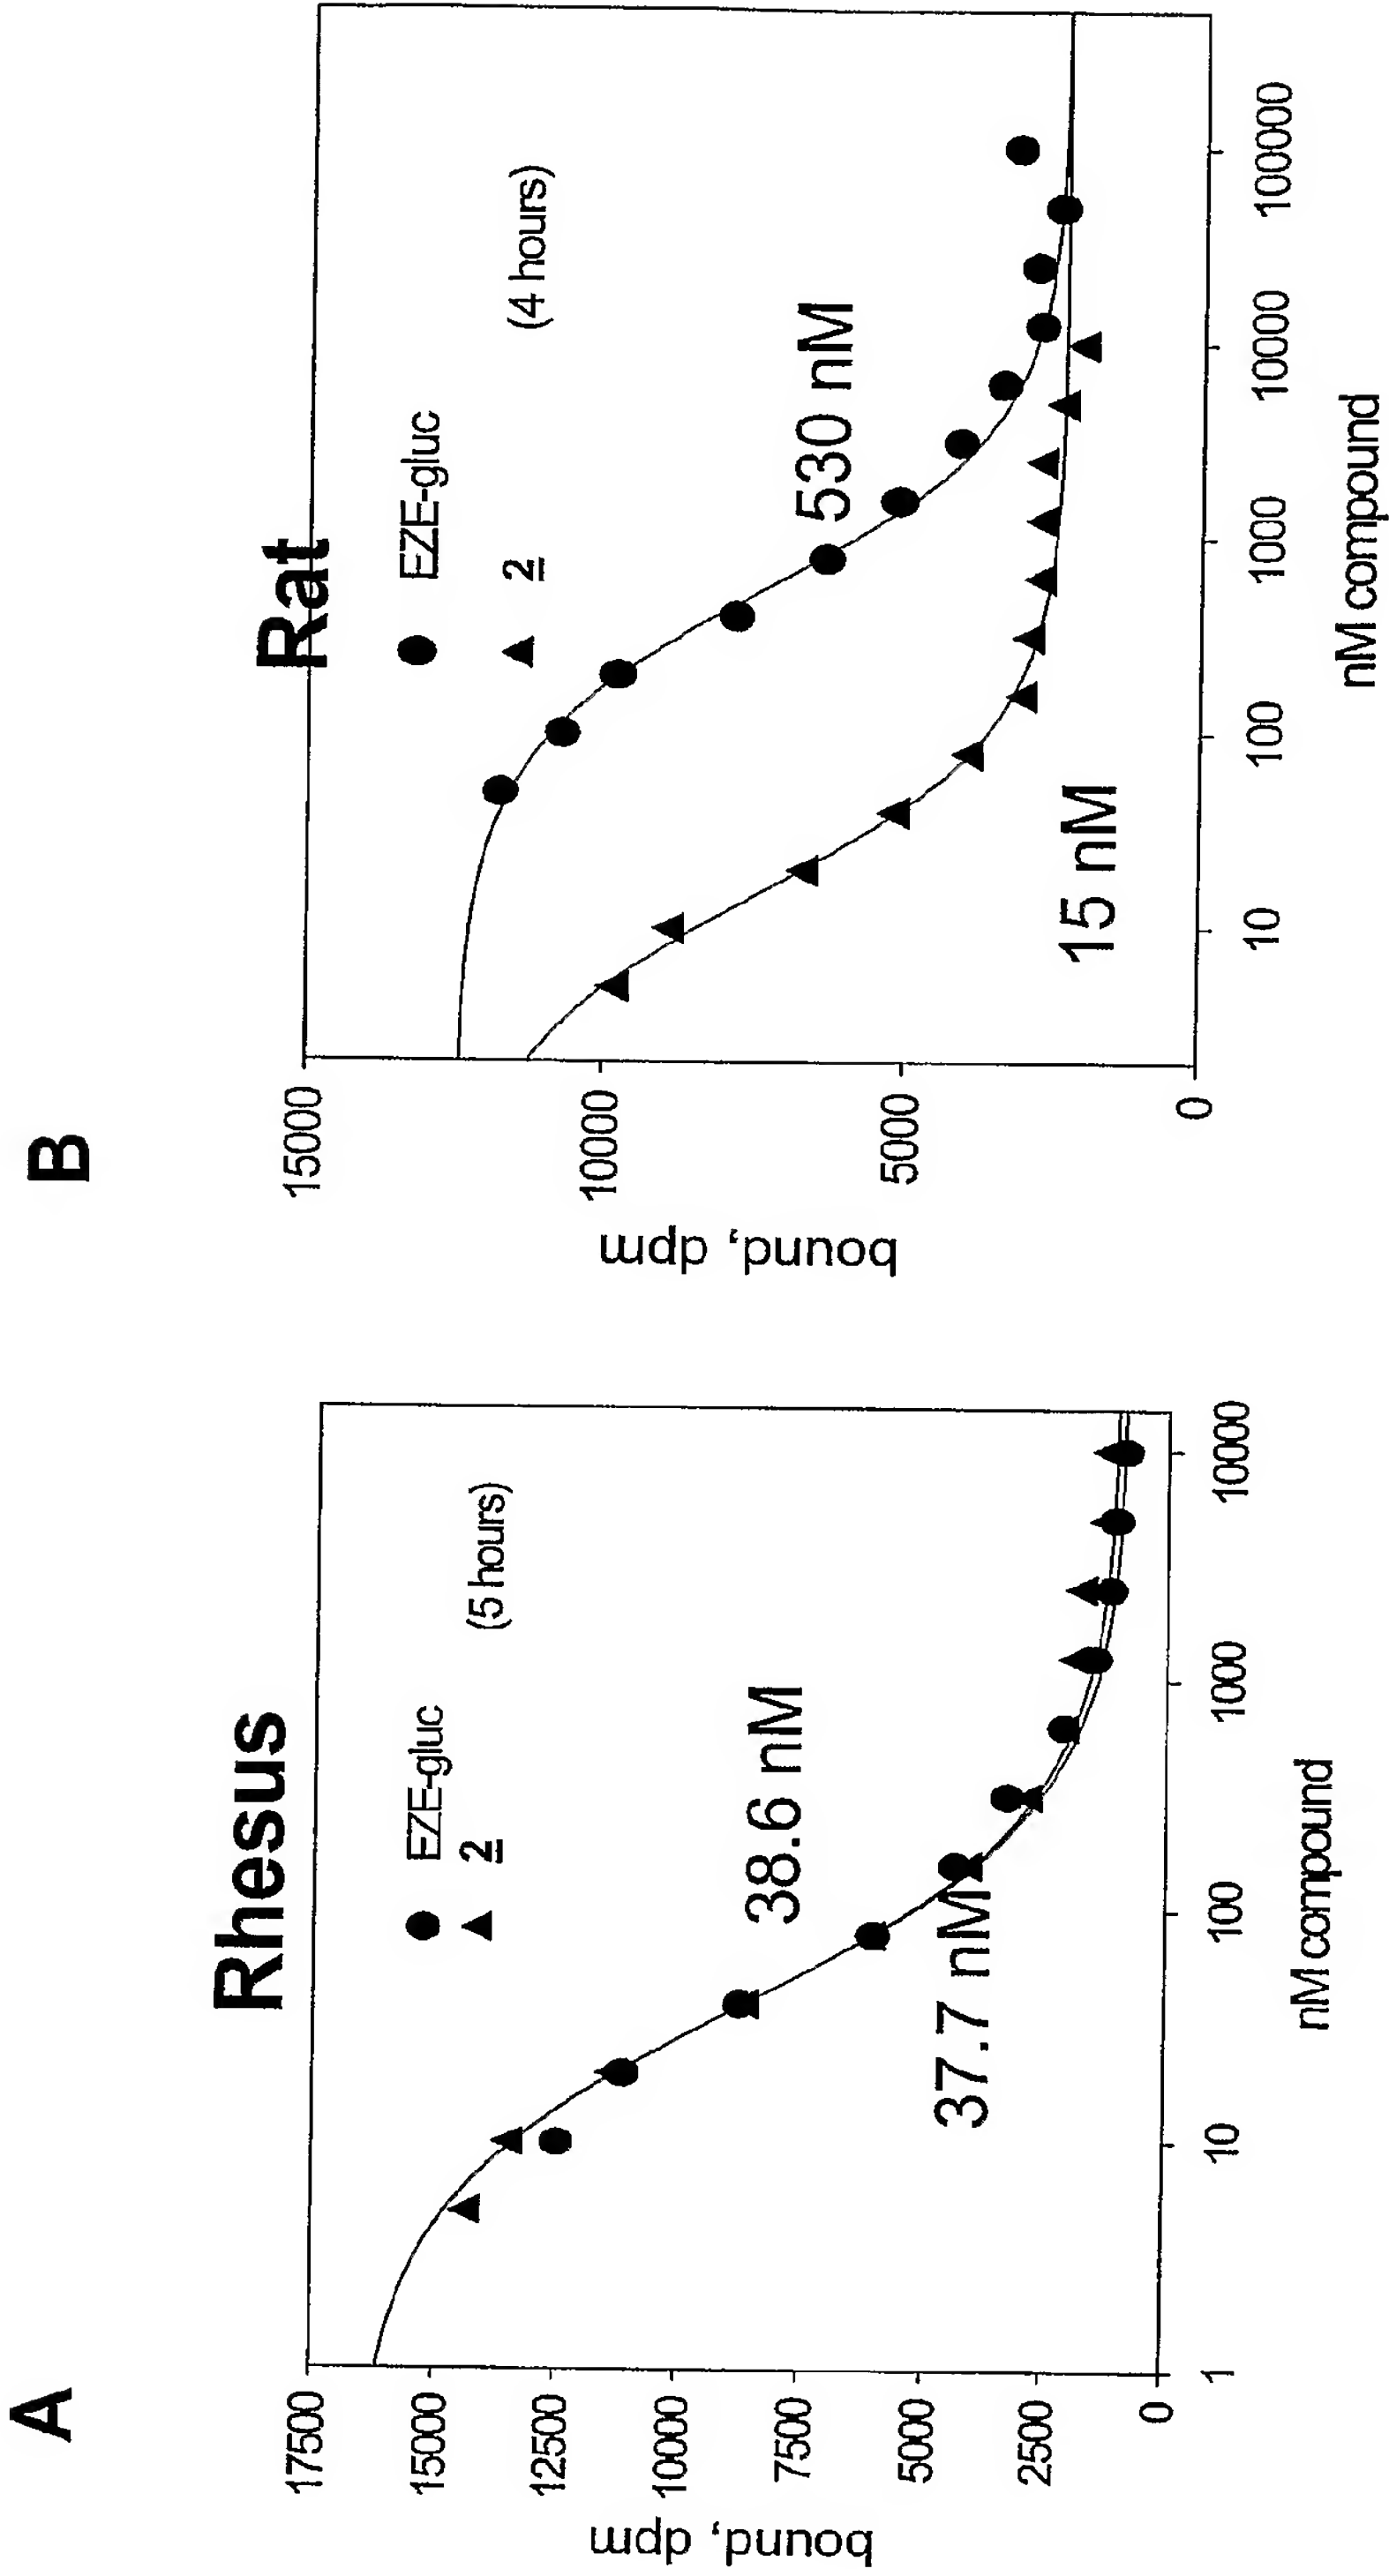 A
Rhesus
17500
15000
12500
10000
7500
5000
2500
0
bound, dpm
EZE-gluc
2
(5 hours)
38.6 nM
37.7 nM
1
10
100
1000
10000
nM compound
B
Rat
15000
10000
5000
0
bound, dpm
EZE-gluc
2
(4 hours)
530 nM
15 nM
10
100
1000
10000
100000
nM compound